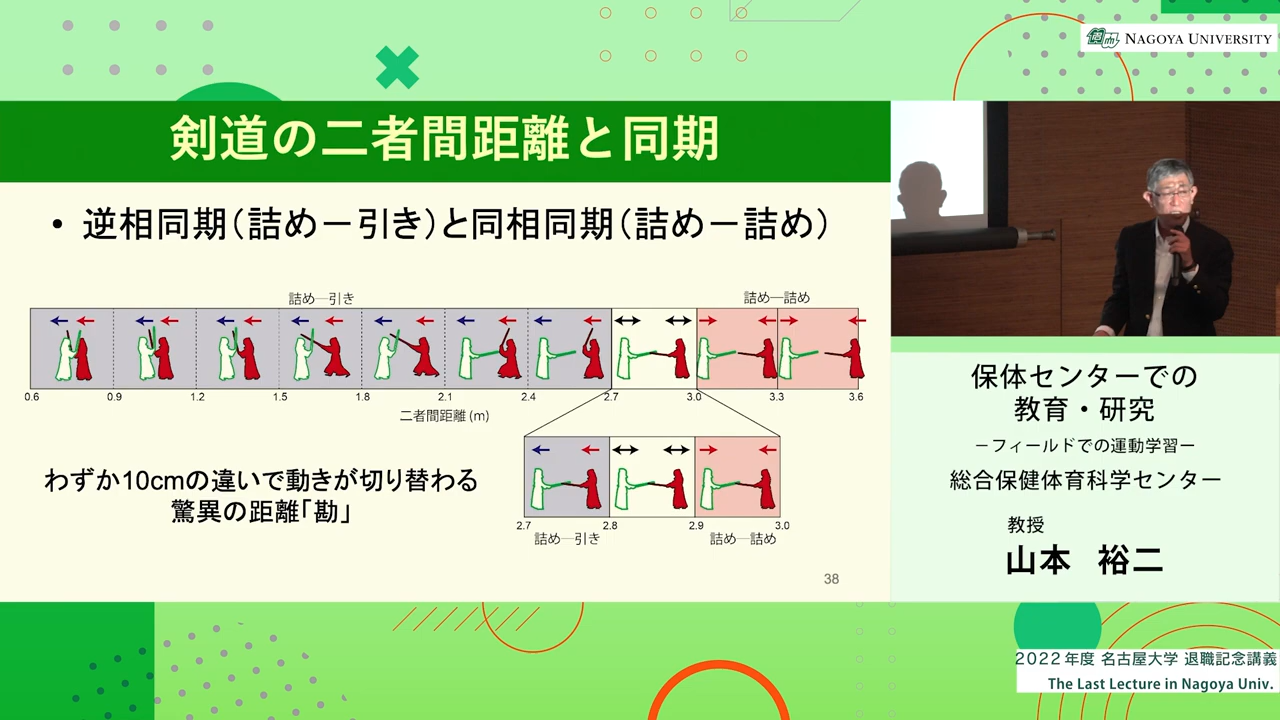 NAGOYA UNIVERSITY
剣道の二者間距離と同期
• 逆相同期(詰めー引き)と同相同期(詰めー詰め)
詰め―引き
詰め―詰め
0.6 0.9 1.2 1.5 1.8 2.1 2.4 2.7 3.0 3.3 3.6
二者間距離 (m)
わずか10cmの違いで動きが切り替わる
驚異の距離「勘」
2.7 2.8 2.9 3.0
詰め―引き
詰め―詰め
38
保体センターでの
教育・研究
−フィールドでの運動学習−
総合保健体育科学センター
教授
山本 裕二
2022年度 名古屋大学 退職記念講義
The Last Lecture in Nagoya Univ.